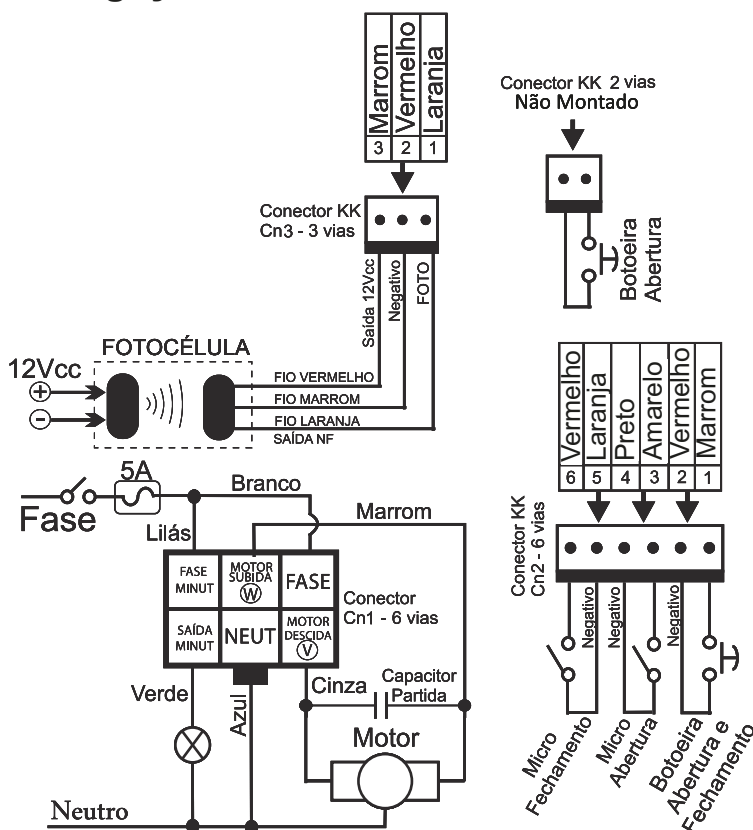 Marrom
Vermelho
Laranja
3 2 1
Conector KK
Cn3 - 3 vias
Saída 12Vcc
Negativo
FOTO
Conector KK 2 vias
Não Montado
Botoeira
Abertura
FOTOCÉLULA
12Vcc
+
-
FIO VERMELHO
FIO MARROM
FIO LARANJA
SAÍDA NF
Vermelho
Laranja
Preto
Amarelo
Vermelho
Marrom
6 5 4 3 2 1
Conector KK
Cn2 - 6 vias
Negativo
Negativo
Negativo
Micro
Fechamento
Micro
Abertura
Botoeira
Abertura e
Fechamento
Fase
5A
Branco
Lilás
Marrom
FASE
MINUT
MOTOR
SUBIDA
W
FASE
SAÍDA
MINUT
NEUT
MOTOR
DESCIDA
V
Conector
Cn1 - 6 vias
Verde
Azul
Cinza
Capacitor
Partida
Motor
Neutro